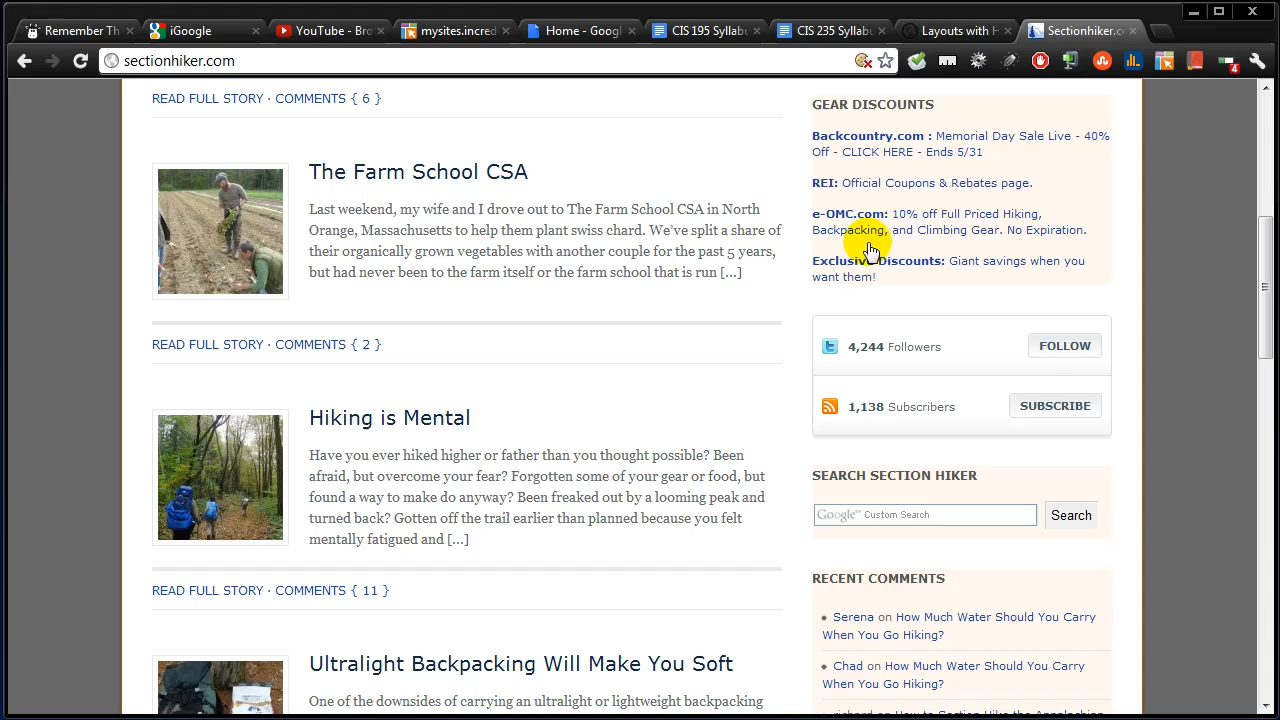 Remember Th
iGoogle
YouTube - Bro
mysites.incred
Home - Googl
CIS 195 Syllabu
CIS 235 Syllabu
Layouts with H
Sectionhiker.c
sectionhiker.com
4
READ FULL STORY · COMMENTS { 6 }
The Farm School CSA
Last weekend, my wife and I drove out to The Farm School CSA in North
Orange, Massachusetts to help them plant swiss chard. We've split a share of
their organically grown vegetables with another couple for the past 5 years,
but had never been to the farm itself or the farm school that is run [...]
READ FULL STORY · COMMENTS { 2 }
Hiking is Mental
Have you ever hiked higher or father than you thought possible? Been
afraid, but overcome your fear? Forgotten some of your gear or food, but
found a way to make do anyway? Been freaked out by a looming peak and
turned back? Gotten off the trail earlier than planned because you felt
mentally fatigued and [...]
READ FULL STORY · COMMENTS { 11 }
Ultralight Backpacking Will Make You Soft
One of the downsides of carrying an ultralight or lightweight backpacking
GEAR DISCOUNTS
Backcountry.com : Memorial Day Sale Live - 40%
Off - CLICK HERE - Ends 5/31
REI: Official Coupons & Rebates page.
e-OMC.com: 10% off Full Priced Hiking,
Backpacking, and Climbing Gear. No Expiration.
Exclusive Discounts: Giant savings when you
want them!
4,244 Followers
FOLLOW
1,138 Subscribers
SUBSCRIBE
SEARCH SECTION HIKER
Google™ Custom Search
Search
RECENT COMMENTS
• Serena on How Much Water Should You Carry
When You Go Hiking?
• Chad on How Much Water Should You Carry
When You Go Hiking?
richard on How to Section Hike the Appalachian